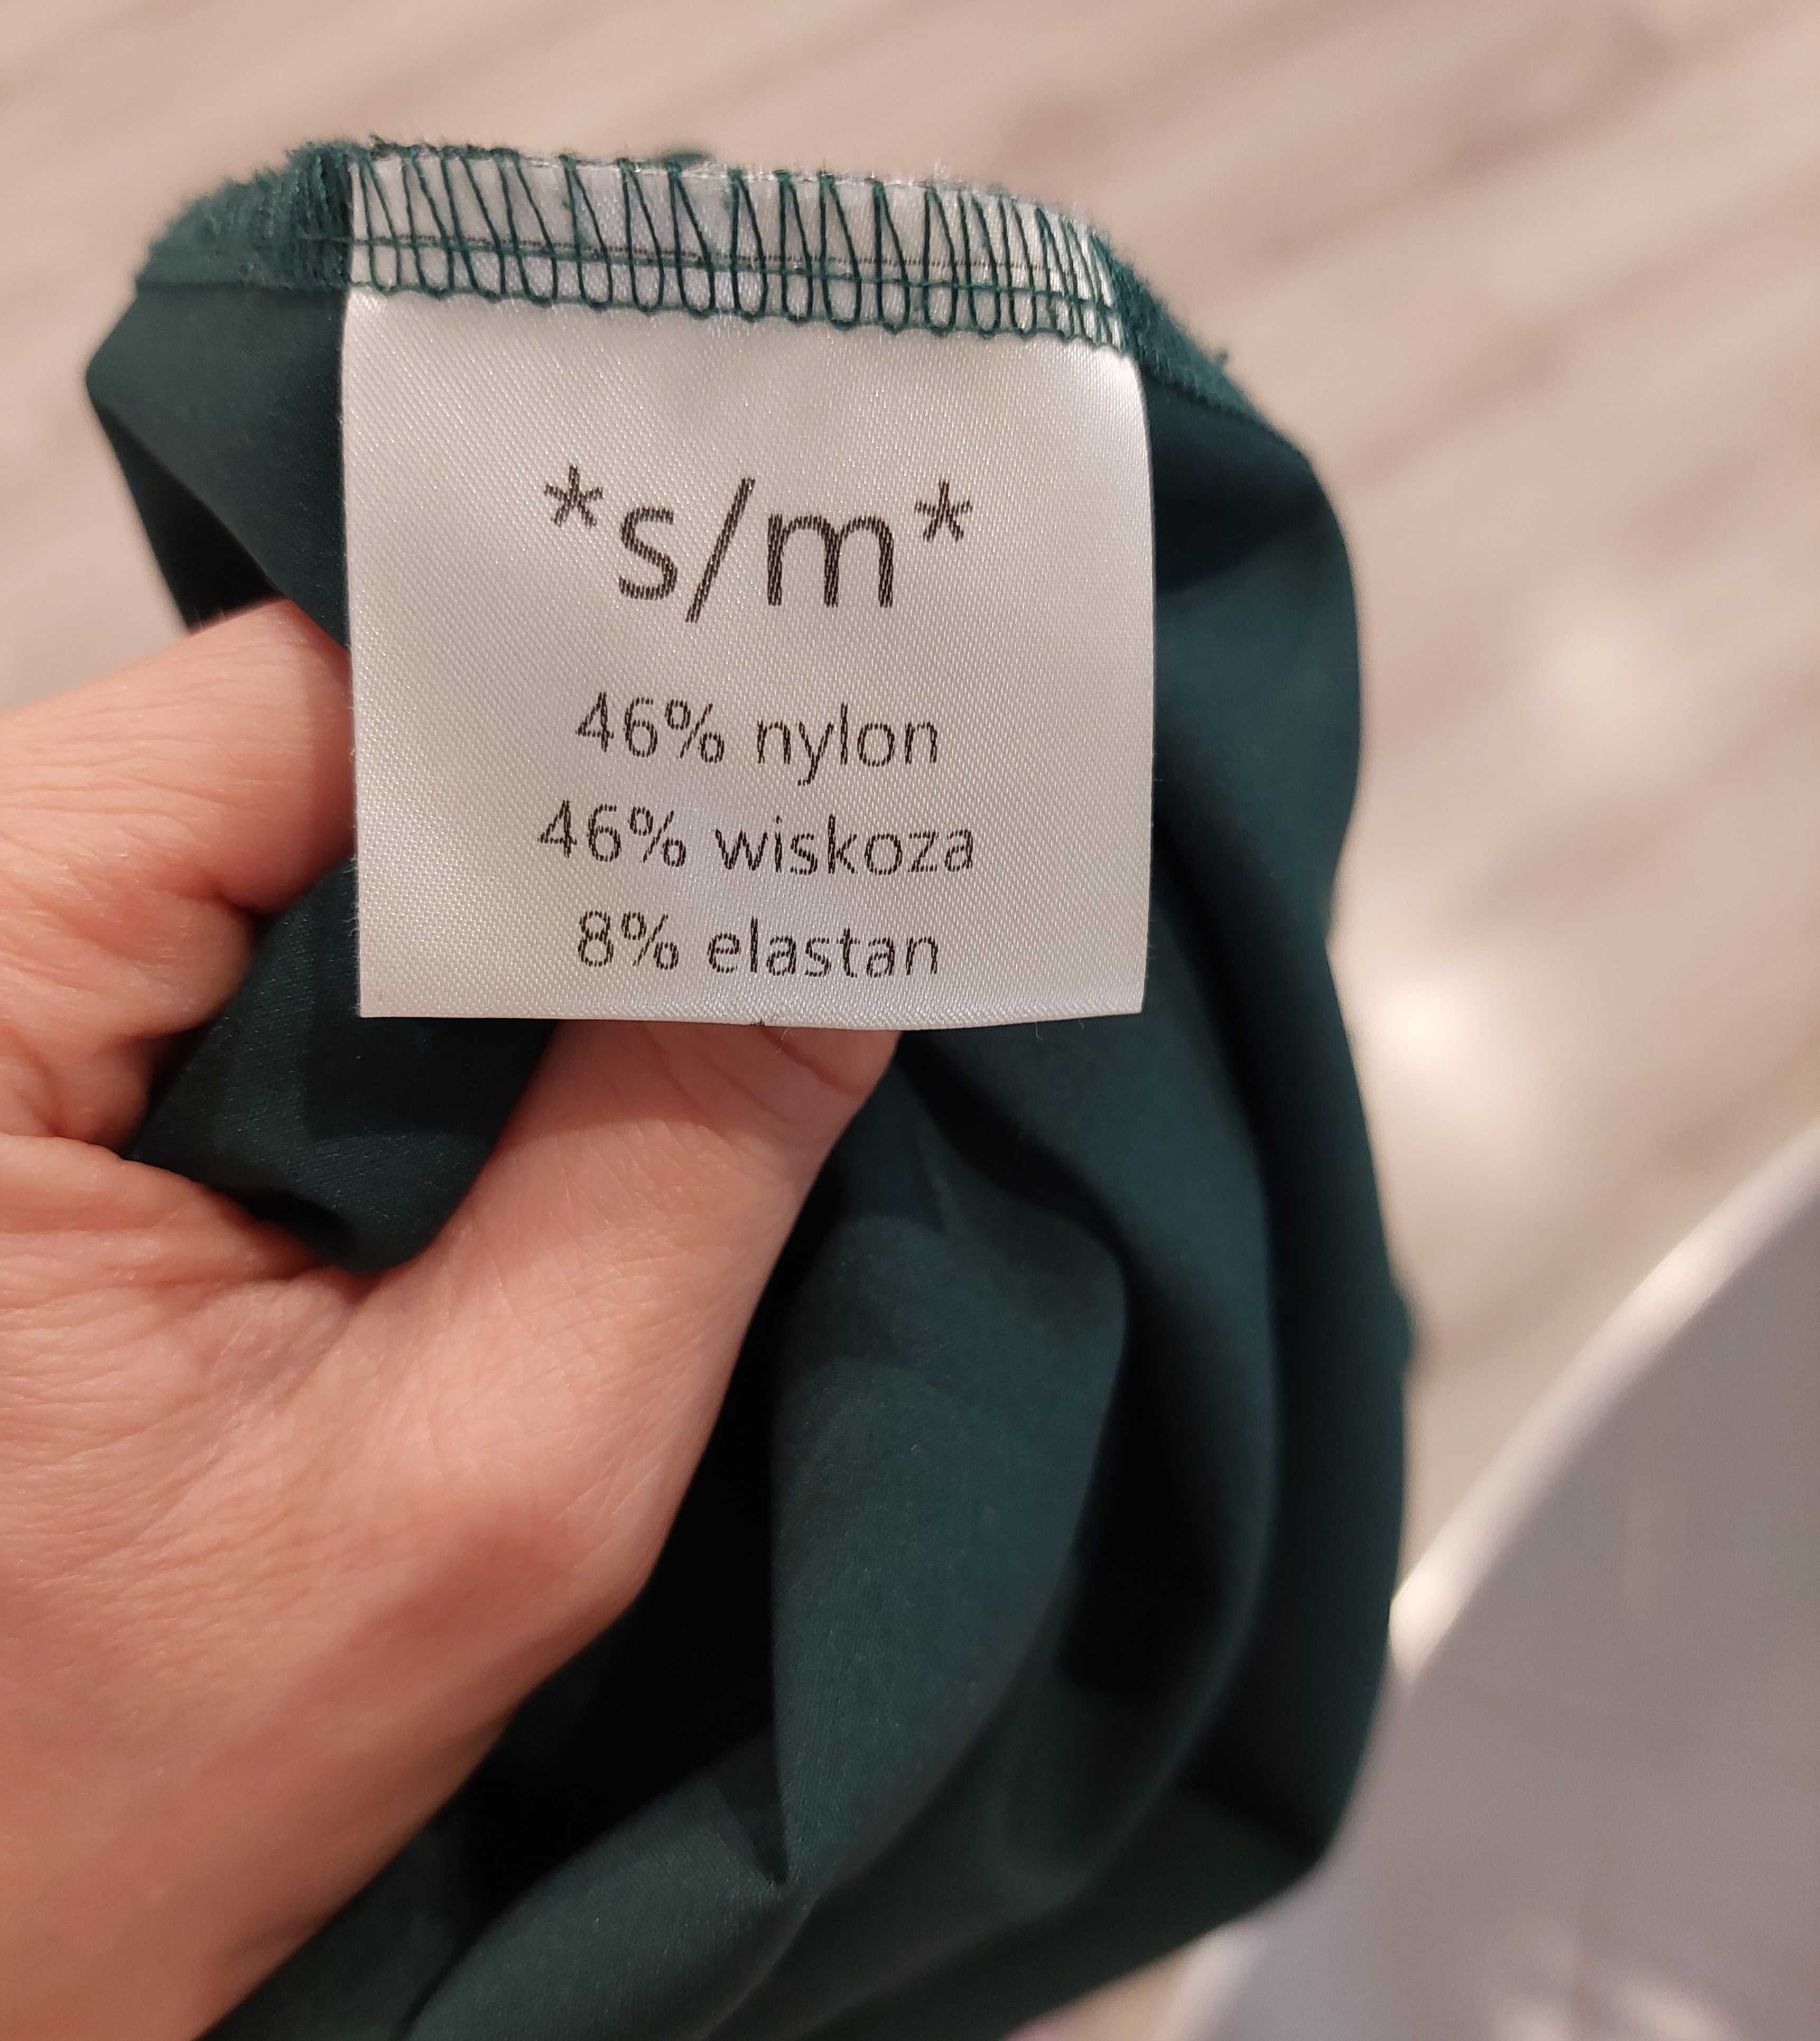 *s/m*
46% nylon
46% wiskoza
8% elastan